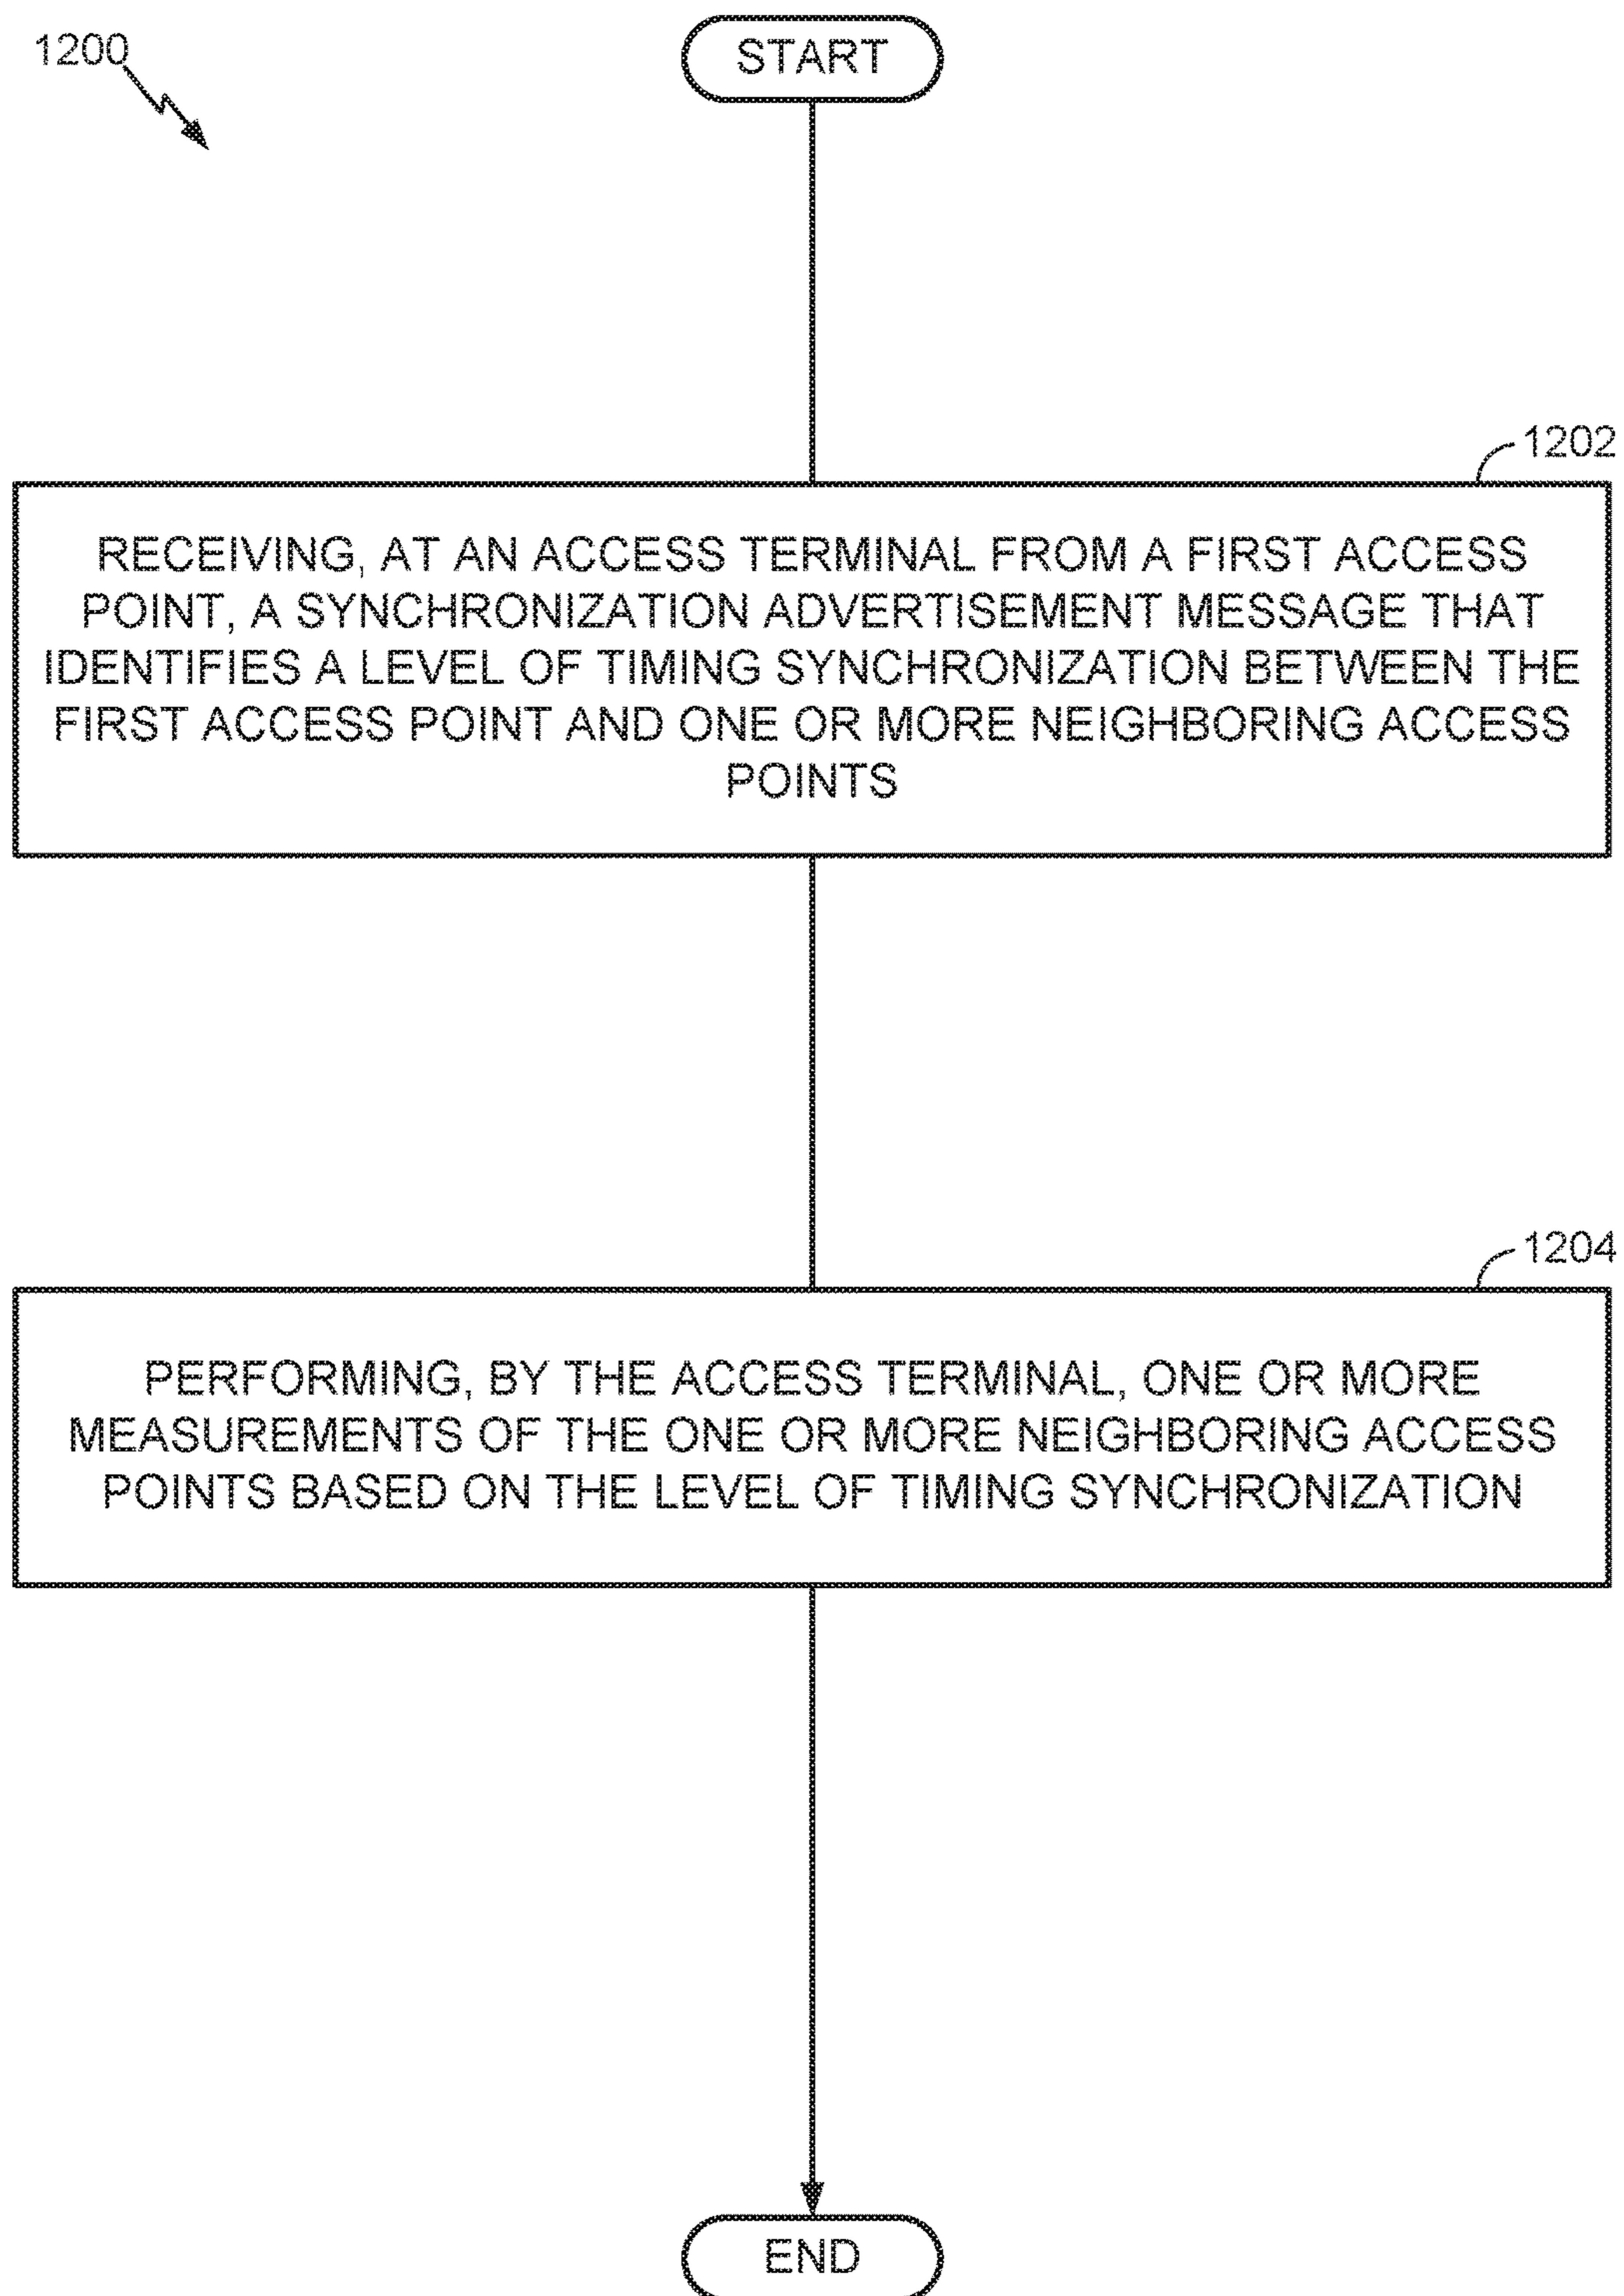 1200
START
1202
RECEIVING, AT AN ACCESS TERMINAL FROM A FIRST ACCESS
POINT, A SYNCHRONIZATION ADVERTISEMENT MESSAGE THAT
IDENTIFIES A LEVEL OF TIMING SYNCHRONIZATION BETWEEN THE
FIRST ACCESS POINT AND ONE OR MORE NEIGHBORING ACCESS
POINTS
1204
PERFORMING, BY THE ACCESS TERMINAL, ONE OR MORE
MEASUREMENTS OF THE ONE OR MORE NEIGHBORING ACCESS
POINTS BASED ON THE LEVEL OF TIMING SYNCHRONIZATION
END